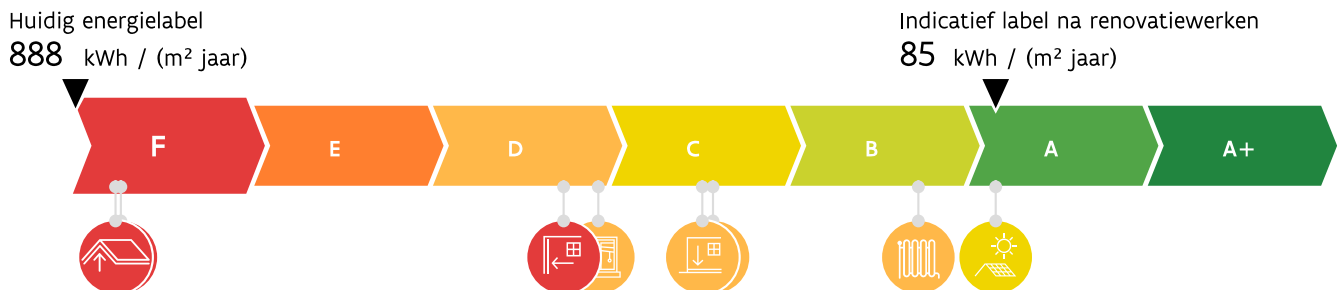 Huidig energielabel
888 kWh / (m² jaar)
Indicatief label na renovatiewerken
85 kWh / (m² jaar)
F E D C B A A+